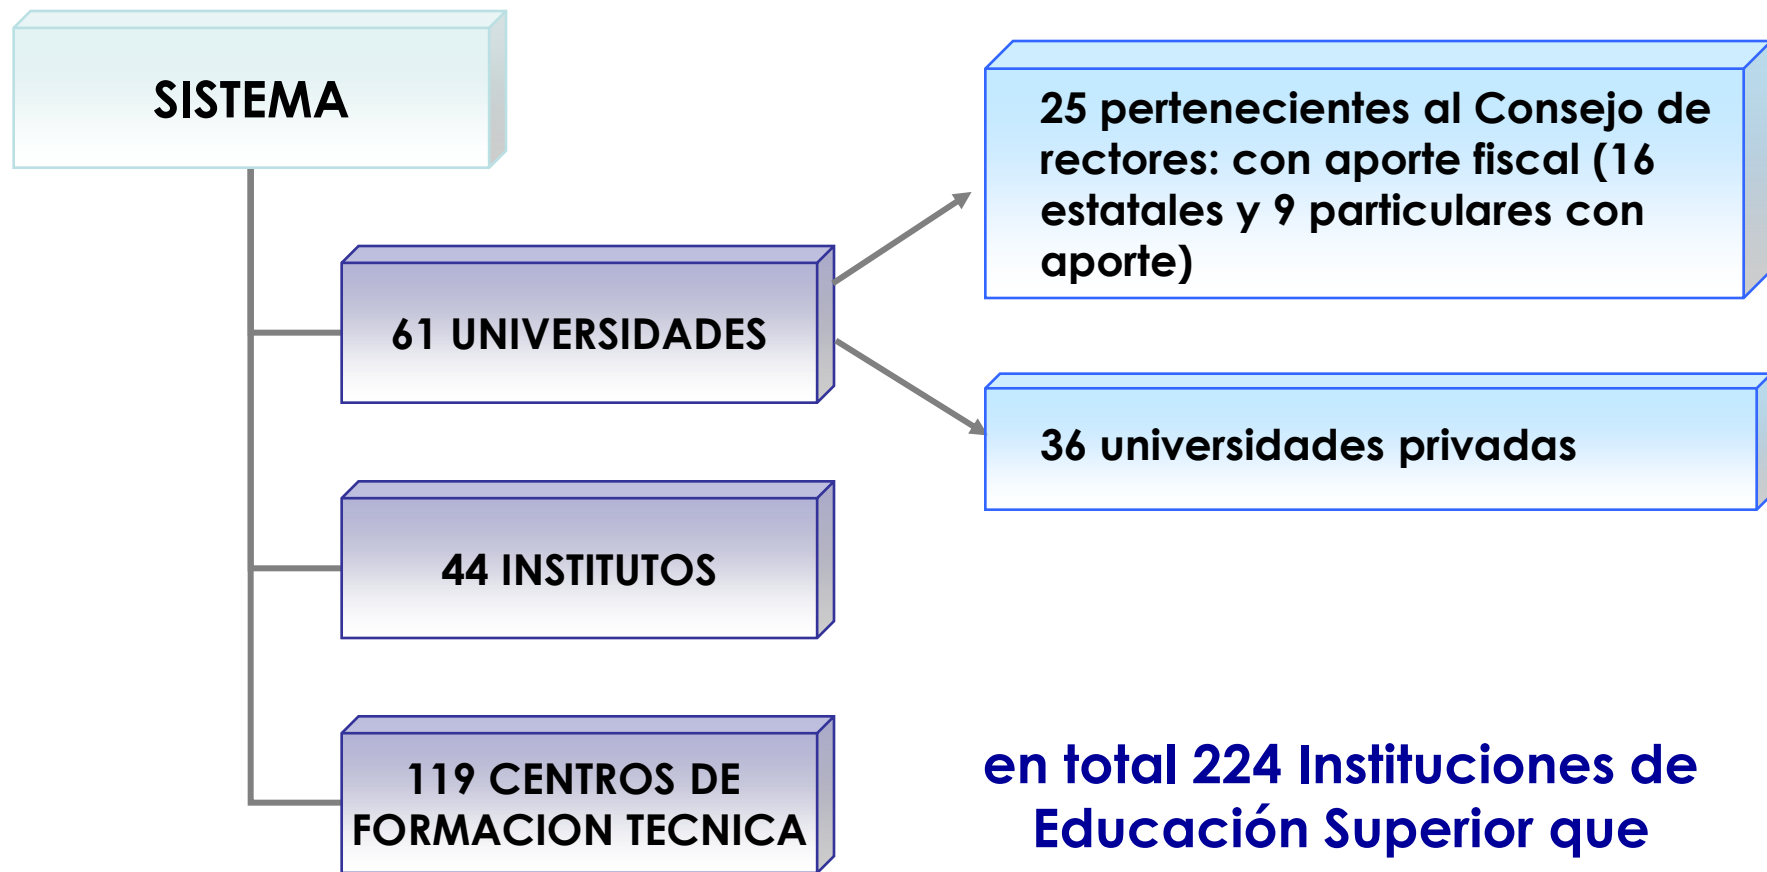 SISTEMA
25 pertenecientes al Consejo de
rectores: con aporte fiscal (16
estatales y 9 particulares con
aporte)
61 UNIVERSIDADES
36 universidades privadas
44 INSTITUTOS
119 CENTROS DE
FORMACION TECNICA
en total 224 Instituciones de
Educación Superior que